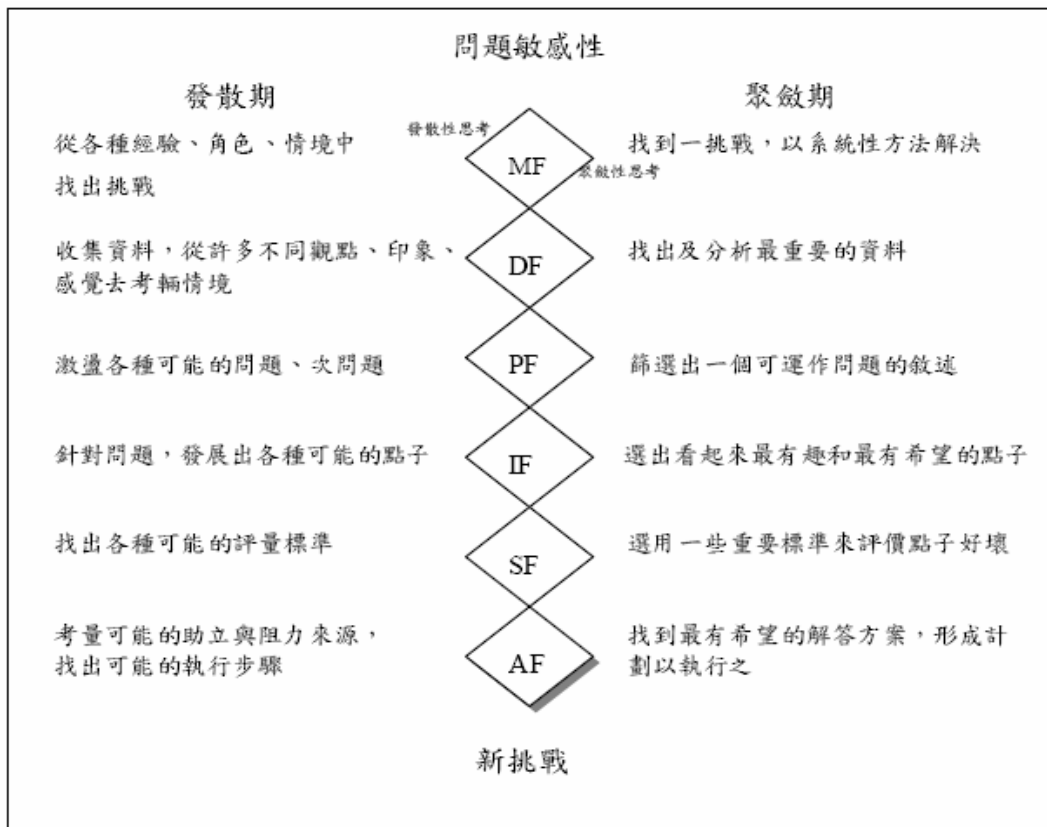 問題敏感性
發散期
聚斂期
發散性思考
從各種經驗、角色、情境中
找出挑戰
MF
找到一挑戰，以系統性方法解決
聚斂性思考
收集資料，從許多不同觀點、印象、
感覺去考輛情境
DF
找出及分析最重要的資料
激盪各種可能的問題、次問題
PF
篩選出一個可運作問題的敘述
針對問題，發展出各種可能的點子
IF
選出看起來最有趣和最有希望的點子
找出各種可能的評量標準
SF
選用一些重要標準來評價點子好壞
考量可能的助立與阻力來源，
找出可能的執行步驟
AF
找到最有希望的解答方案，形成計
劃以執行之
新挑戰